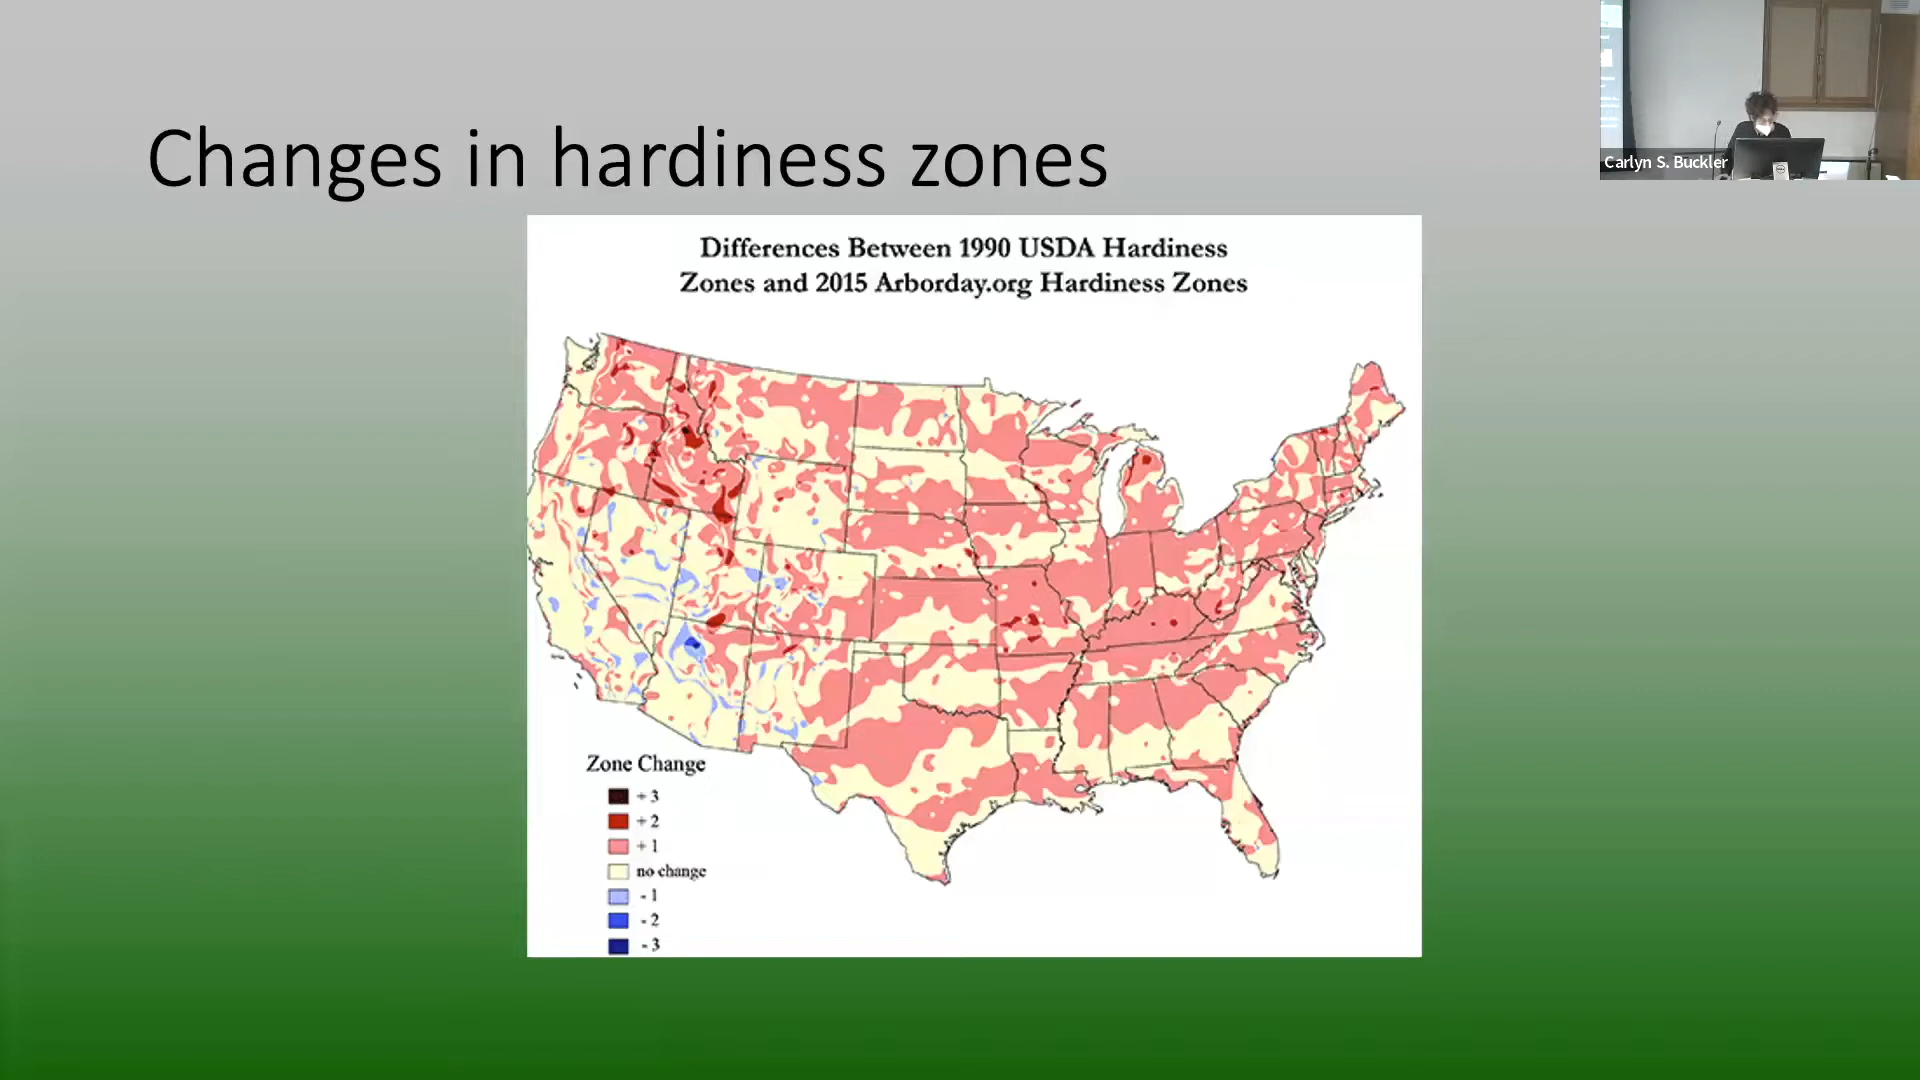 Changes in hardiness zones
Carlyn S. Buckler
Differences Between 1990 USDA Hardiness
Zones and 2015 Arborday.org Hardiness Zones
Zone Change
+ 3
+ 2
+ 1
no change
- 1
- 2
- 3